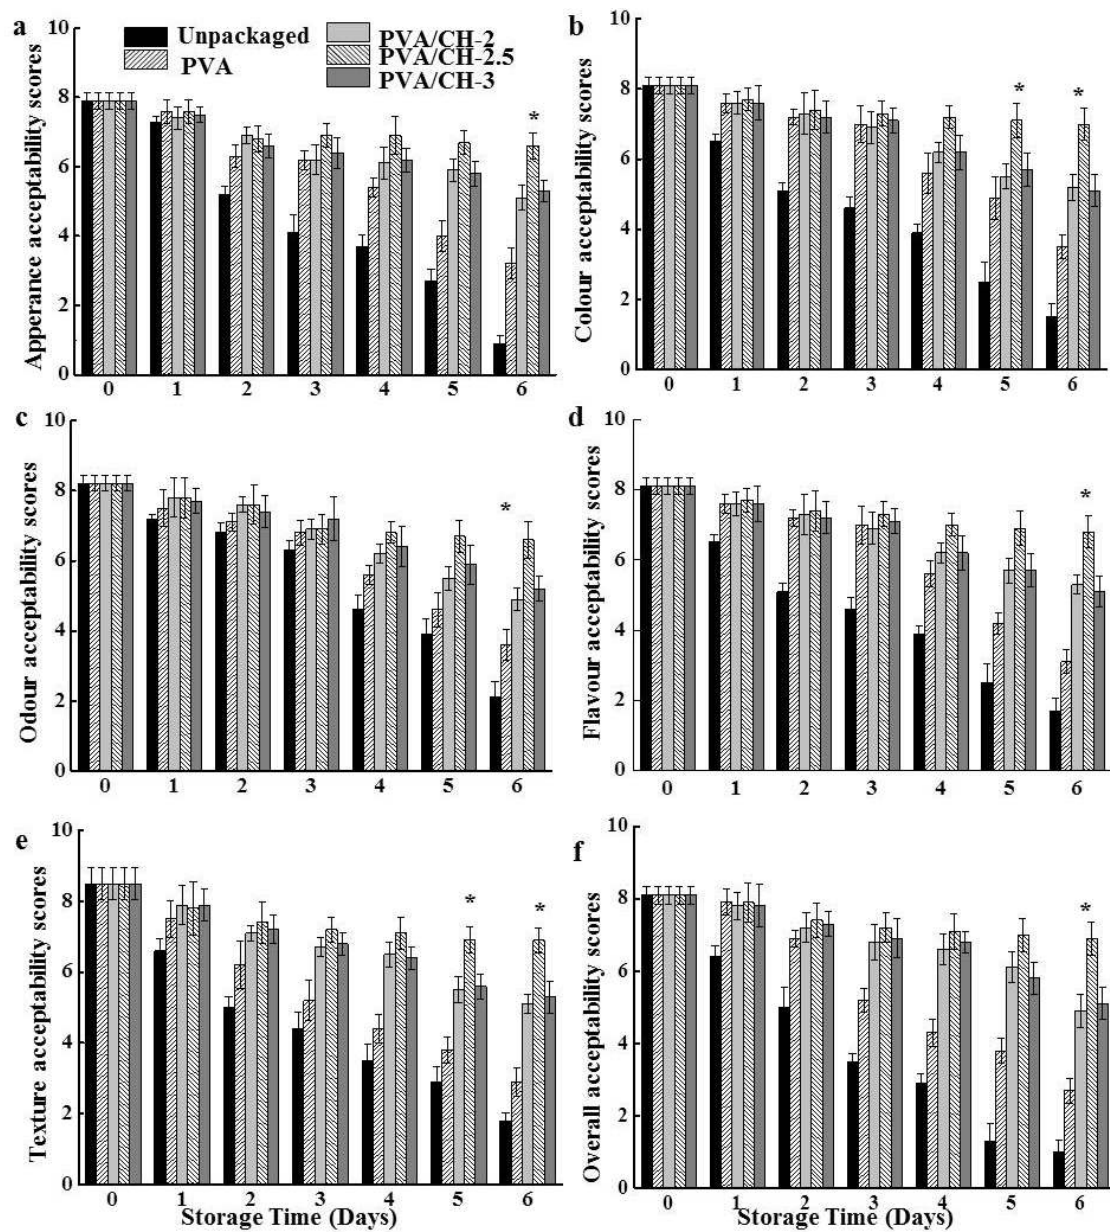 a
Apperance acceptability scores
10
8
6
4
2
0
Unpackaged
PVA
PVA/CH-2
PVA/CH-2.5
PVA/CH-3
*
0 1 2 3 4 5 6
b
Colour acceptability scores
10
8
6
4
2
0
* *
0 1 2 3 4 5 6
c
Odour acceptability scores
10
8
6
4
2
0
*
0 1 2 3 4 5 6
d
Flavour acceptability scores
10
8
6
4
2
0
*
0 1 2 3 4 5 6
e
Texture acceptability scores
10
8
6
4
2
0
* *
0 1 2 3 4 5 6
Storage Time (Days)
f
Overall acceptability scores
10
8
6
4
2
0
*
0 1 2 3 4 5 6
Storage Time (Days)